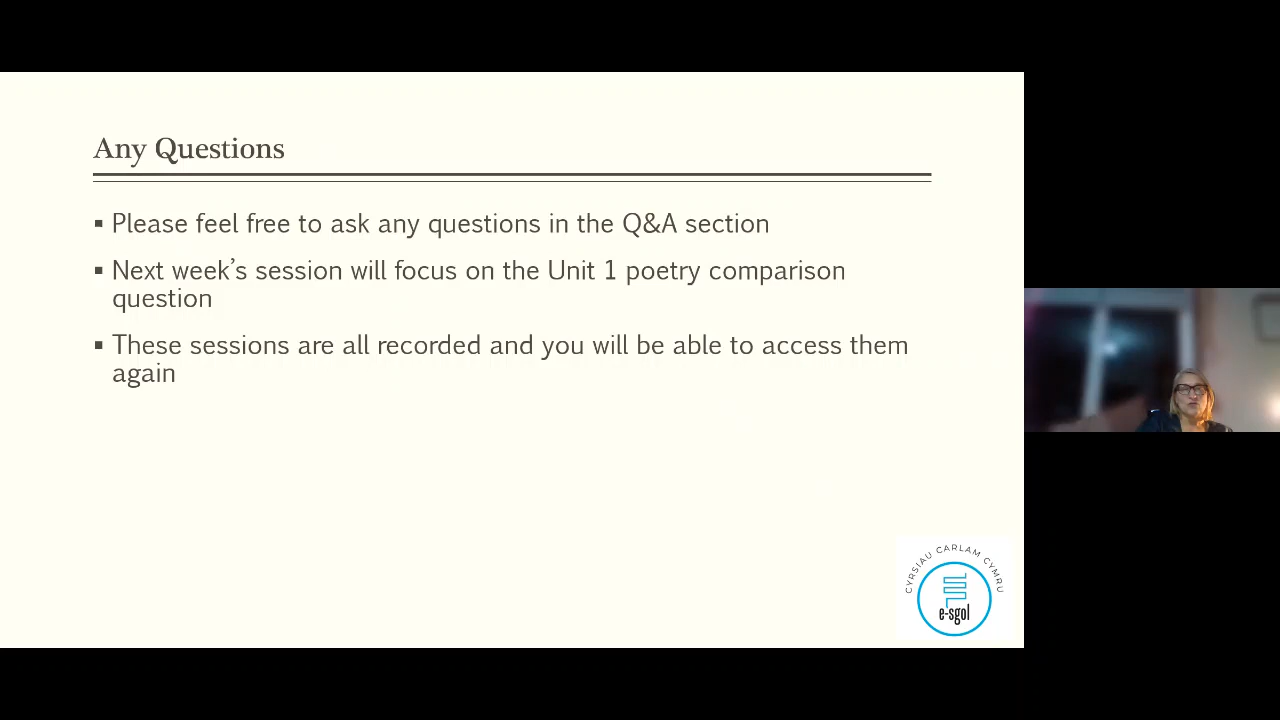 Any Questions
▪ Please feel free to ask any questions in the Q&A section
▪ Next week’s session will focus on the Unit 1 poetry comparison
question
▪ These sessions are all recorded and you will be able to access them
again
CYRSIAU CARLAM CYMRU
e-sgol